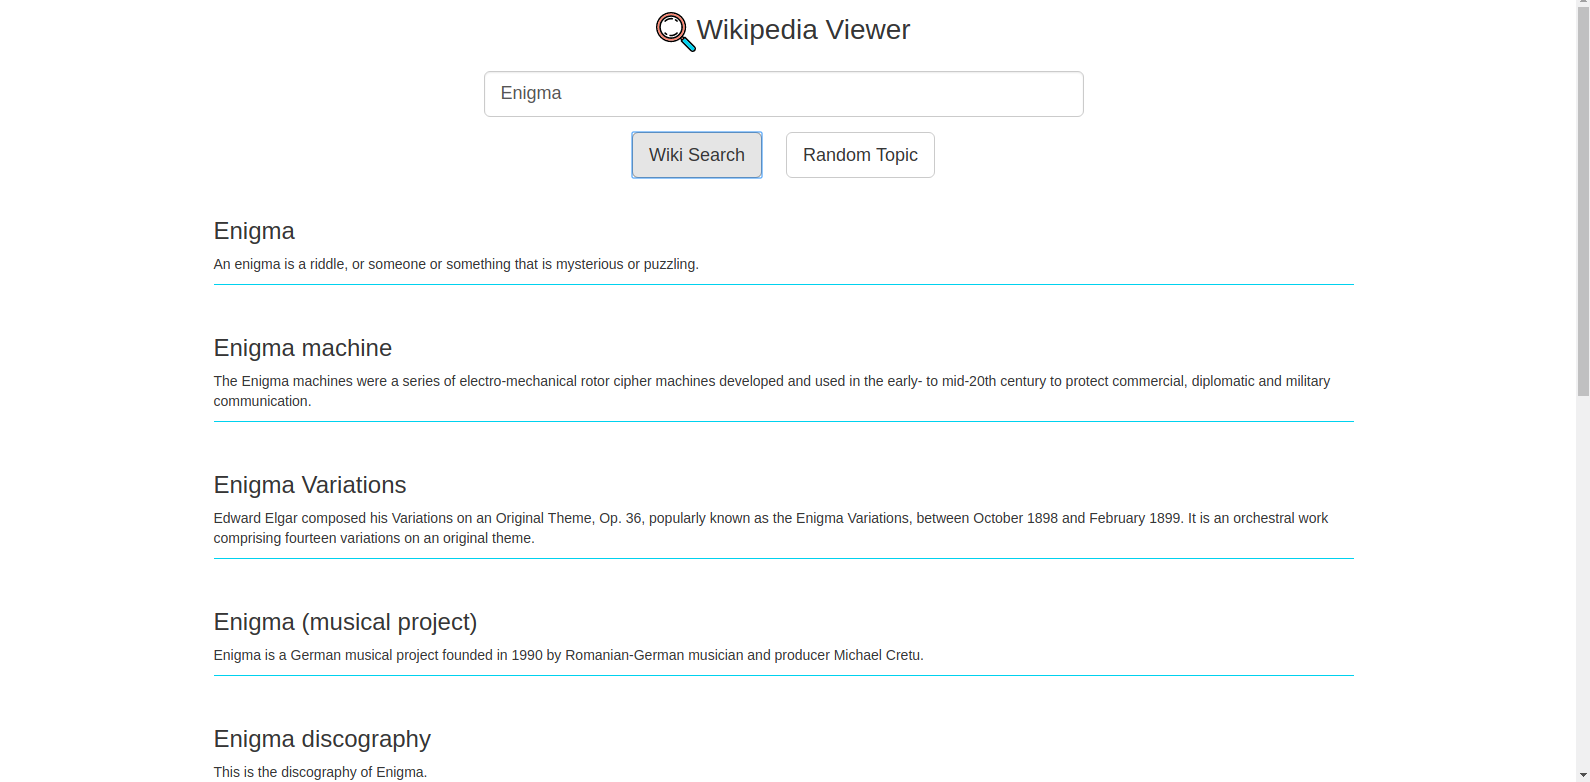 Wikipedia Viewer
Enigma
Wiki Search
Random Topic
Enigma
An enigma is a riddle, or someone or something that is mysterious or puzzling.
Enigma machine
The Enigma machines were a series of electro-mechanical rotor cipher machines developed and used in the early- to mid-20th century to protect commercial, diplomatic and military
communication.
Enigma Variations
Edward Elgar composed his Variations on an Original Theme, Op. 36, popularly known as the Enigma Variations, between October 1898 and February 1899. It is an orchestral work
comprising fourteen variations on an original theme.
Enigma (musical project)
Enigma is a German musical project founded in 1990 by Romanian-German musician and producer Michael Cretu.
Enigma discography
This is the discography of Enigma.